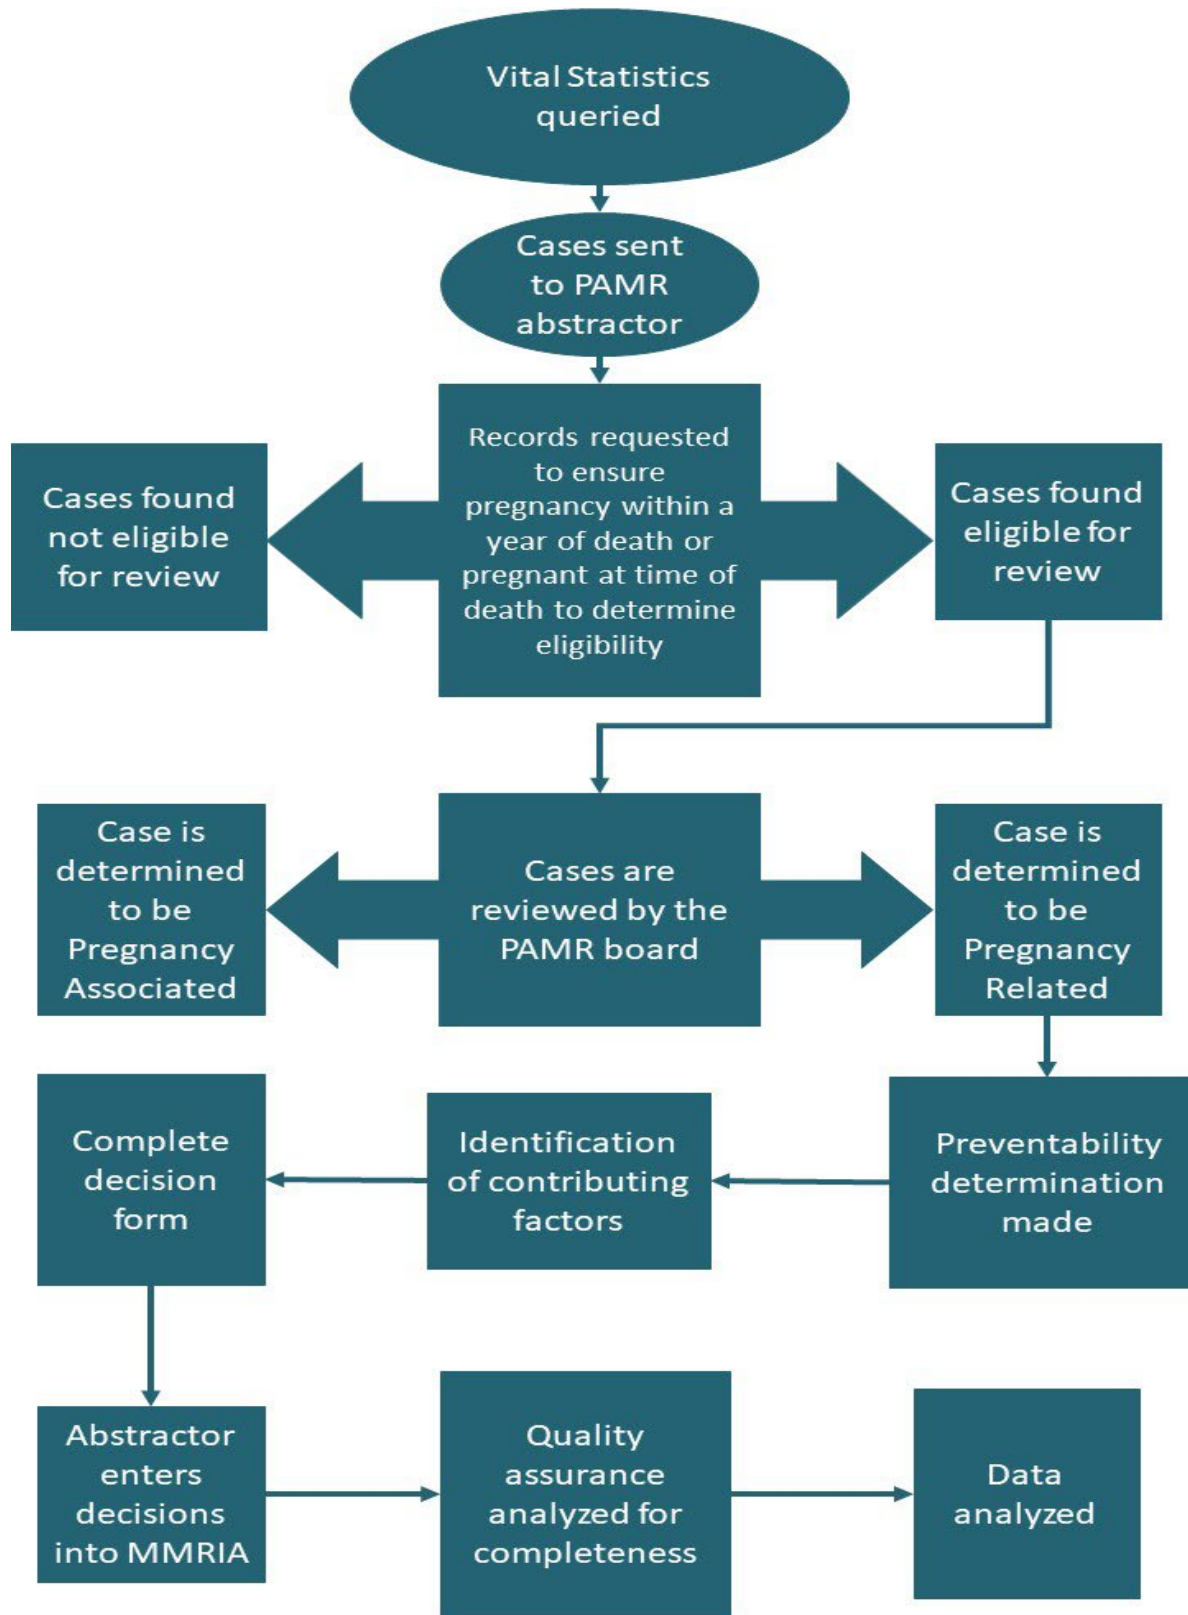 Vital Statistics
queried
Cases sent
to PAMR
abstractor
Records requested
to ensure
pregnancy within a
year of death or
pregnant at time of
death to determine
eligibility
Cases found
not eligible
for review
Cases found
eligible for
review
Cases are
reviewed by the
PAMR board
Case is
determined
to be
Pregnancy
Associated
Case is
determined
to be
Pregnancy
Related
Preventability
determination
made
Identification
of contributing
factors
Complete
decision
form
Abstractor
enters
decisions
into MMRIA
Quality
assurance
analyzed for
completeness
Data
analyzed